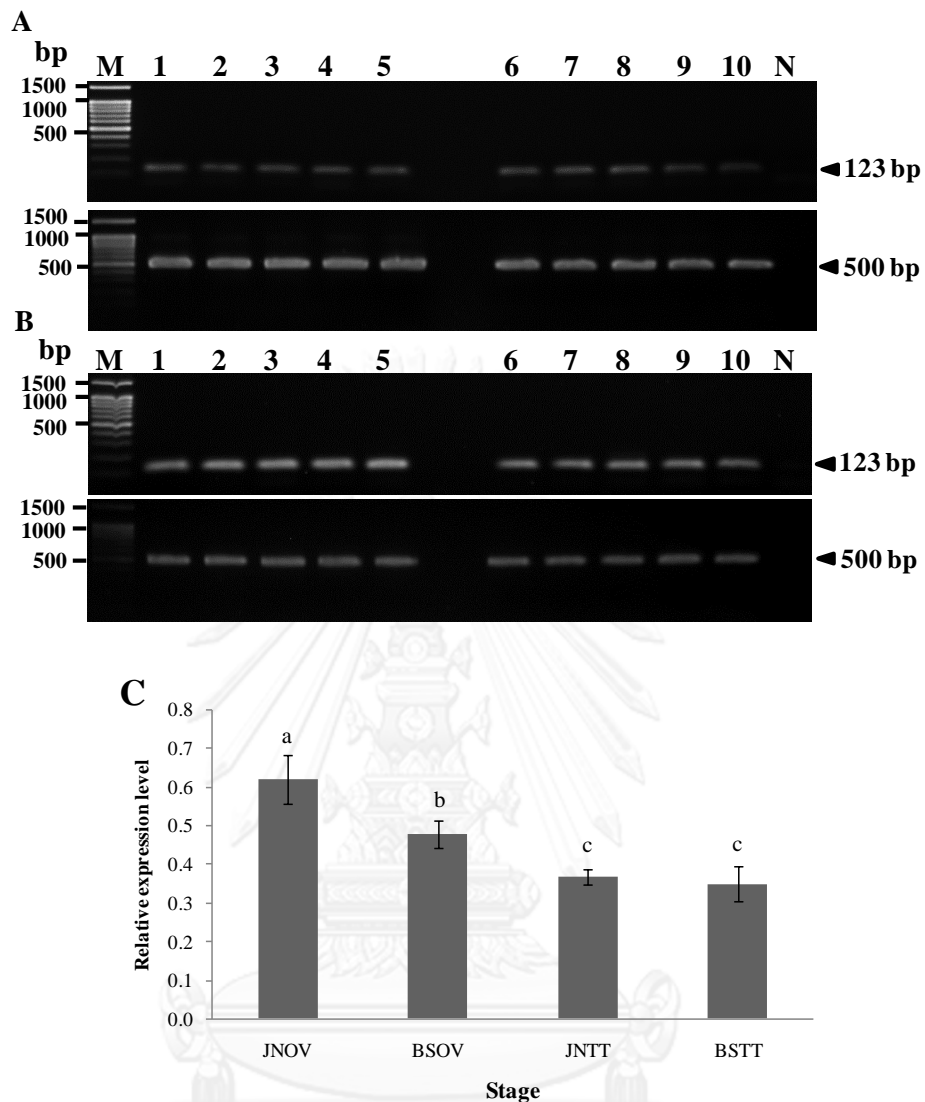 A
bp
M 1 2 3 4 5 6 7 8 9 10 N
1500
1000
500
123 bp
1500
1000
500
500 bp
B
bp
M 1 2 3 4 5 6 7 8 9 10 N
1500
1000
500
123 bp
1500
1000
500
500 bp
C
0.8
0.7
0.6
0.5
0.4
0.3
0.2
0.1
0.0
Relative expression level
a
b
c
c
JNOV BSOV JNTT BSTT
Stage